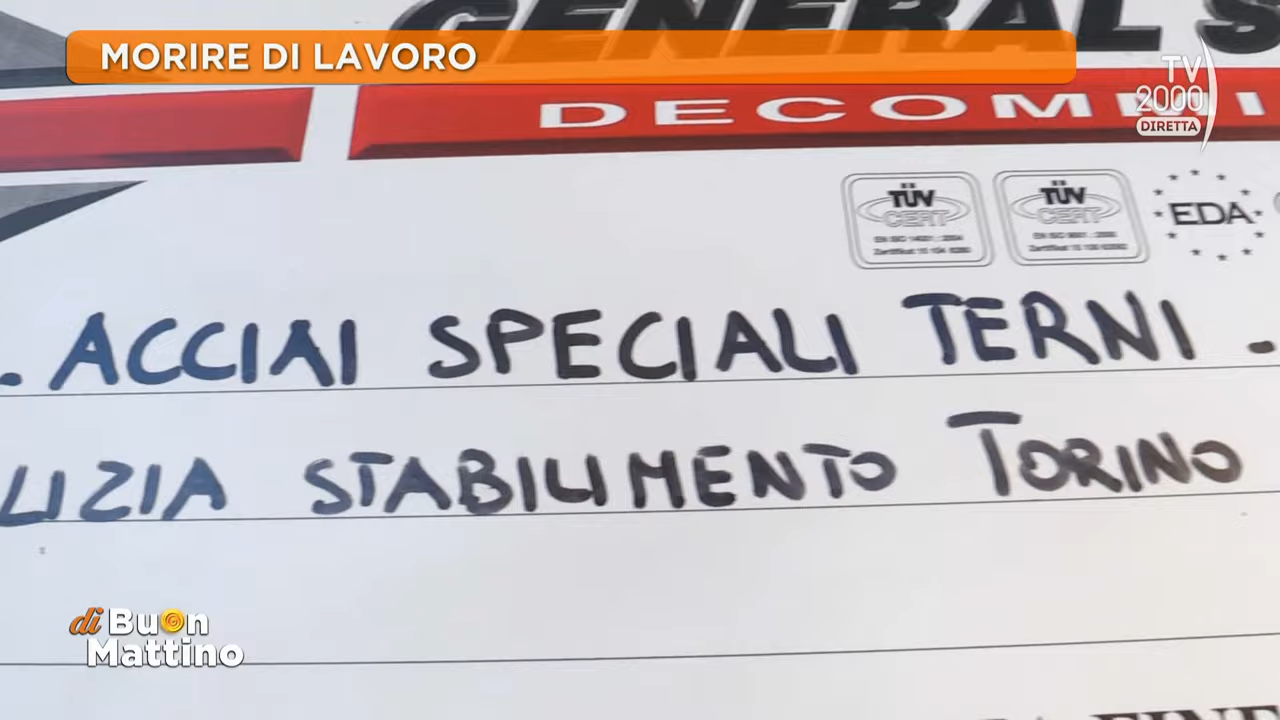 GENERAL S
MORIRE DI LAVORO
TV
2000
DIRETTA
DECOM
TÜV
CERT
TÜV
CERT
EDA
. ACCIAI SPECIALI TERNI .
LIZIA STABILIMENTO TORINO
di Buon
Mattino